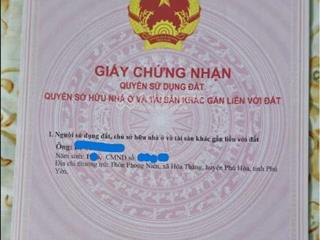 GIẤY CHỨNG NHẬN
QUYỀN SỬ DỤNG ĐẤT
QUYỀN SỞ HỮU NHÀ Ở VÀ TÀI SẢN KHÁC GẮN LIỀN VỚI ĐẤT
I. Người sử dụng đất, chủ sở hữu nhà ở và tài sản khác gắn liền với đất
Ông:
Năm sinh: 1 , CMND số:
Địa chỉ thường trú: Thôn Phong Niên, xã Hòa Thắng, huyện Phú Hòa, tỉnh Phú
Yên,